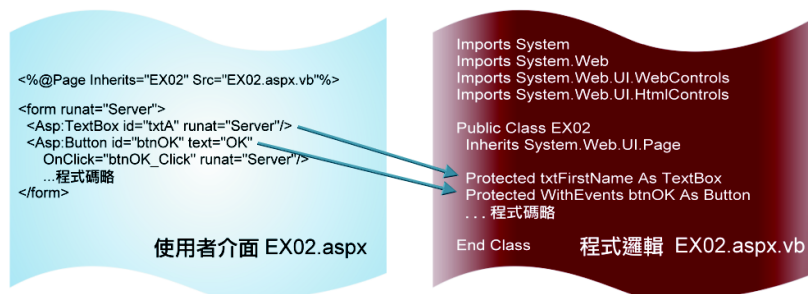 <%@Page Inherits="EX02" Src="EX02.aspx.vb"%>
<form runat="Server">
<Asp:TextBox id="txtA" runat="Server"/>
<Asp:Button id="btnOK" text="OK"
OnClick="btnOK_Click" runat="Server"/>
...程式碼略
</form>
使用者介面 EX02.aspx
Imports System
Imports System.Web
Imports System.Web.UI.WebControls
Imports System.Web.UI.HtmlControls
Public Class EX02
Inherits System.Web.UI.Page
Protected txtFirstName As TextBox
Protected WithEvents btnOK As Button
. . . 程式碼略
End Class
程式邏輯 EX02.aspx.vb